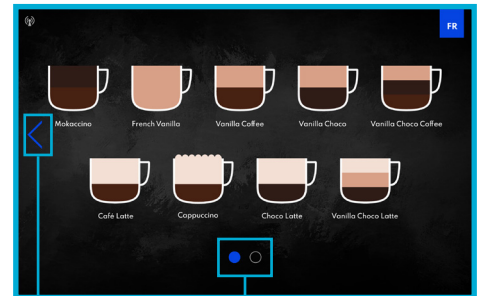 FR
Mokaccino French Vanilla Vanilla Coffee Vanilla Choco Vanilla Choco Coffee
Café Latte Cappuccino Choco Latte Vanilla Choco Latte